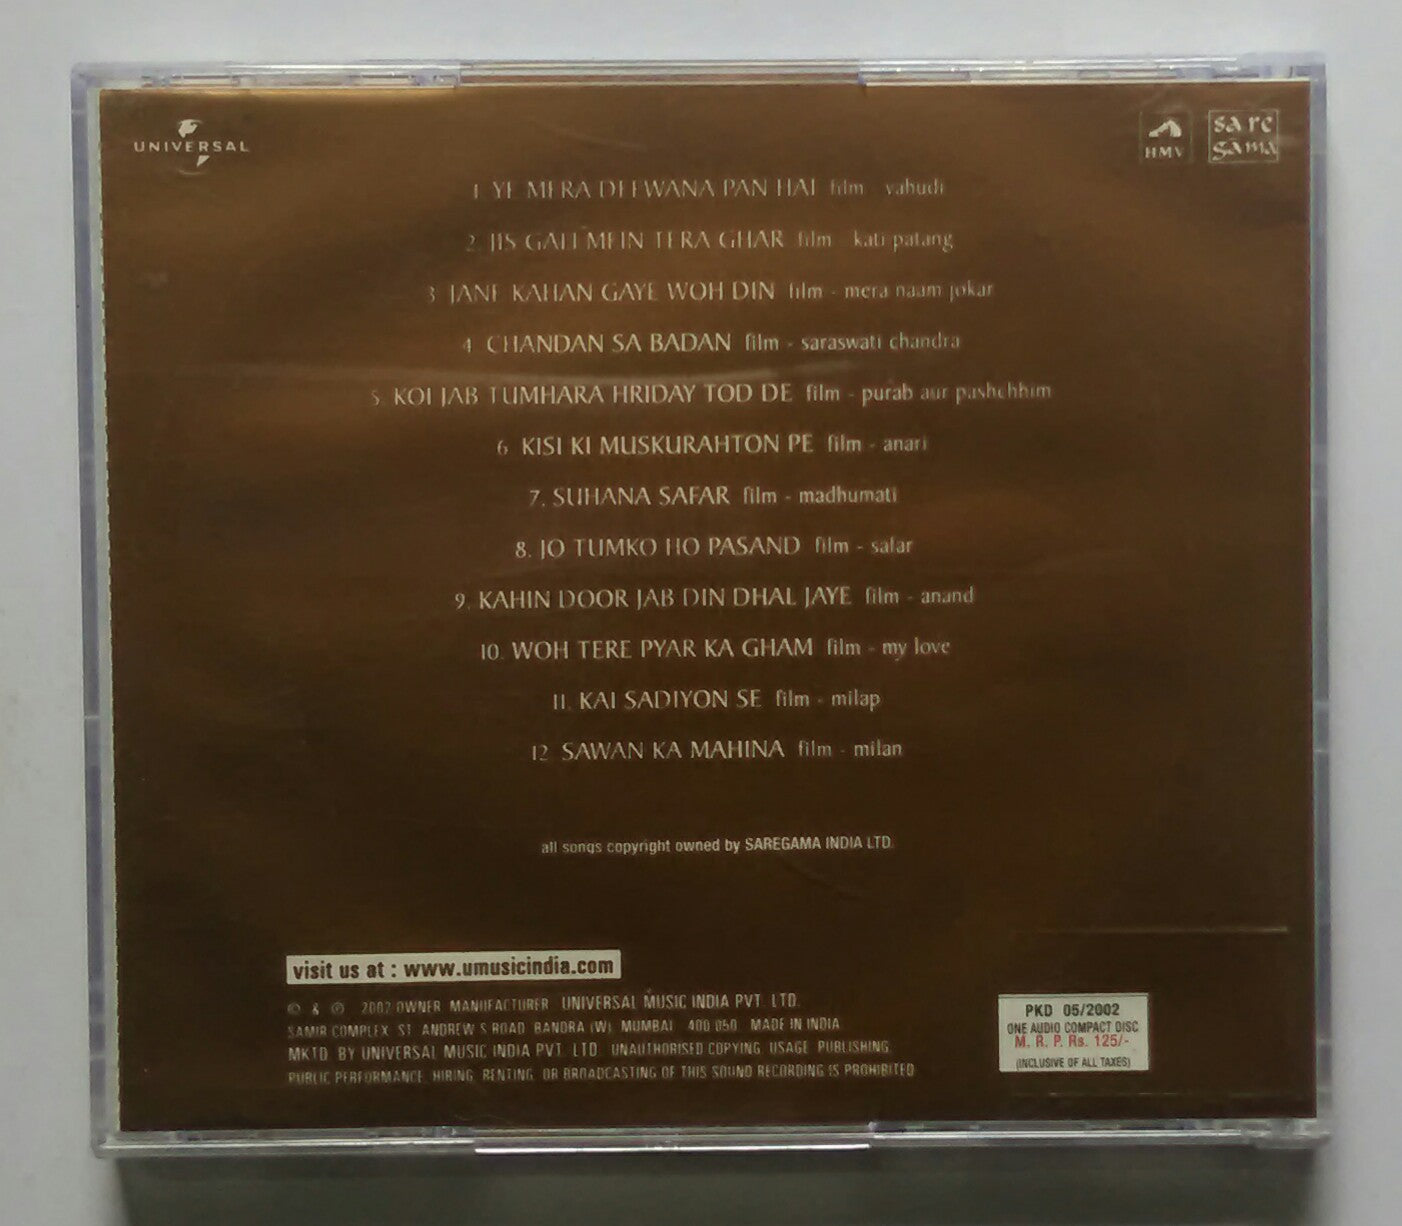 UNIVERSAL
HMV
sa re
gama
1. YE MERA DEEWANA PAN HAI film - yahudi
2. JIS GALI MEIN TERA GHAR film - kati patang
3. JANE KAHAN GAYE WOH DIN film - mera naam jokar
4. CHANDAN SA BADAN film - saraswati chandra
5. KOI JAB TUMHARA HRIDAY TOD DE film - purab aur pashchhim
6. KISI KI MUSKURAHTON PE film - anari
7. SUHANA SAFAR film - madhumati
8. JO TUMKO HO PASAND film - safar
9. KAHIN DOOR JAB DIN DHAL JAYE film - anand
10. WOH TERE PYAR KA GHAM film - my love
11. KAI SADIYON SE film - milap
12. SAWAN KA MAHINA film - milan
all songs copyright owned by SAREGAMA INDIA LTD.
visit us at : www.umusicindia.com
© & ℗ 2002 OWNER MANUFACTURER UNIVERSAL MUSIC INDIA PVT. LTD.
SAMIR COMPLEX, ST. ANDREW'S ROAD, BANDRA (W), MUMBAI 400 050. MADE IN INDIA
MKTD. BY UNIVERSAL MUSIC INDIA PVT. LTD. UNAUTHORISED COPYING, USAGE, PUBLISHING,
PUBLIC PERFORMANCE, HIRING, RENTING, OR BROADCASTING OF THIS SOUND RECORDING IS PROHIBITED
PKD 05/2002
ONE AUDIO COMPACT DISC
M. R. P. Rs. 125/-
(INCLUSIVE OF ALL TAXES)